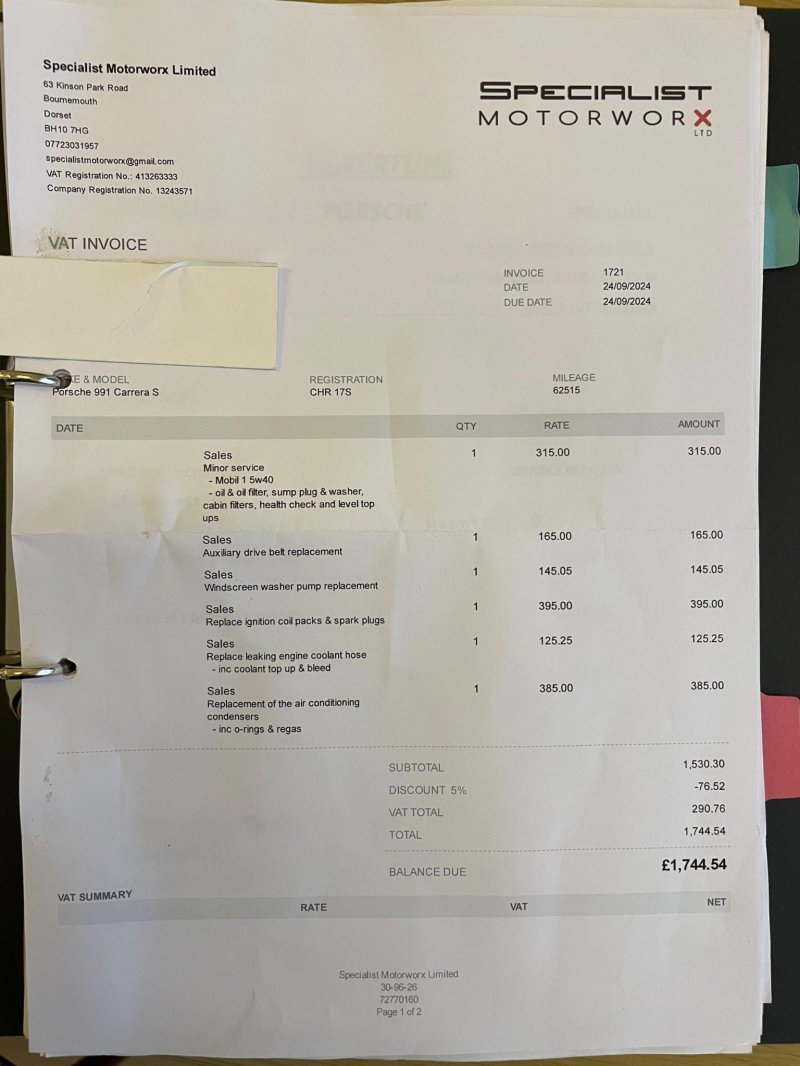 Specialist Motorworx Limited
63 Kinson Park Road
Bournemouth
Dorset
BH10 7HG
07723031957
specialistmotorworx@gmail.com
VAT Registration No.: 413263333
Company Registration No. 13243571
SPECIALIST
MOTORWORX
LTD
VAT INVOICE
INVOICE 1721
DATE 24/09/2024
DUE DATE 24/09/2024
KE & MODEL REGISTRATION MILEAGE
Porsche 991 Carrera S CHR 17S 62515
DATE QTY RATE AMOUNT
Sales 1 315.00 315.00
Minor service
- Mobil 1 5w40
- oil & oil filter, sump plug & washer,
cabin filters, health check and level top
ups
Sales 1 165.00 165.00
Auxiliary drive belt replacement
Sales 1 145.05 145.05
Windscreen washer pump replacement
Sales 1 395.00 395.00
Replace ignition coil packs & spark plugs
Sales 1 125.25 125.25
Replace leaking engine coolant hose
- inc coolant top up & bleed
Sales 1 385.00 385.00
Replacement of the air conditioning
condensers
- inc o-rings & regas
SUBTOTAL 1,530.30
DISCOUNT 5% -76.52
VAT TOTAL 290.76
TOTAL 1,744.54
BALANCE DUE £1,744.54
VAT SUMMARY
RATE VAT NET
Specialist Motorworx Limited
30-96-26
72770160
Page 1 of 2